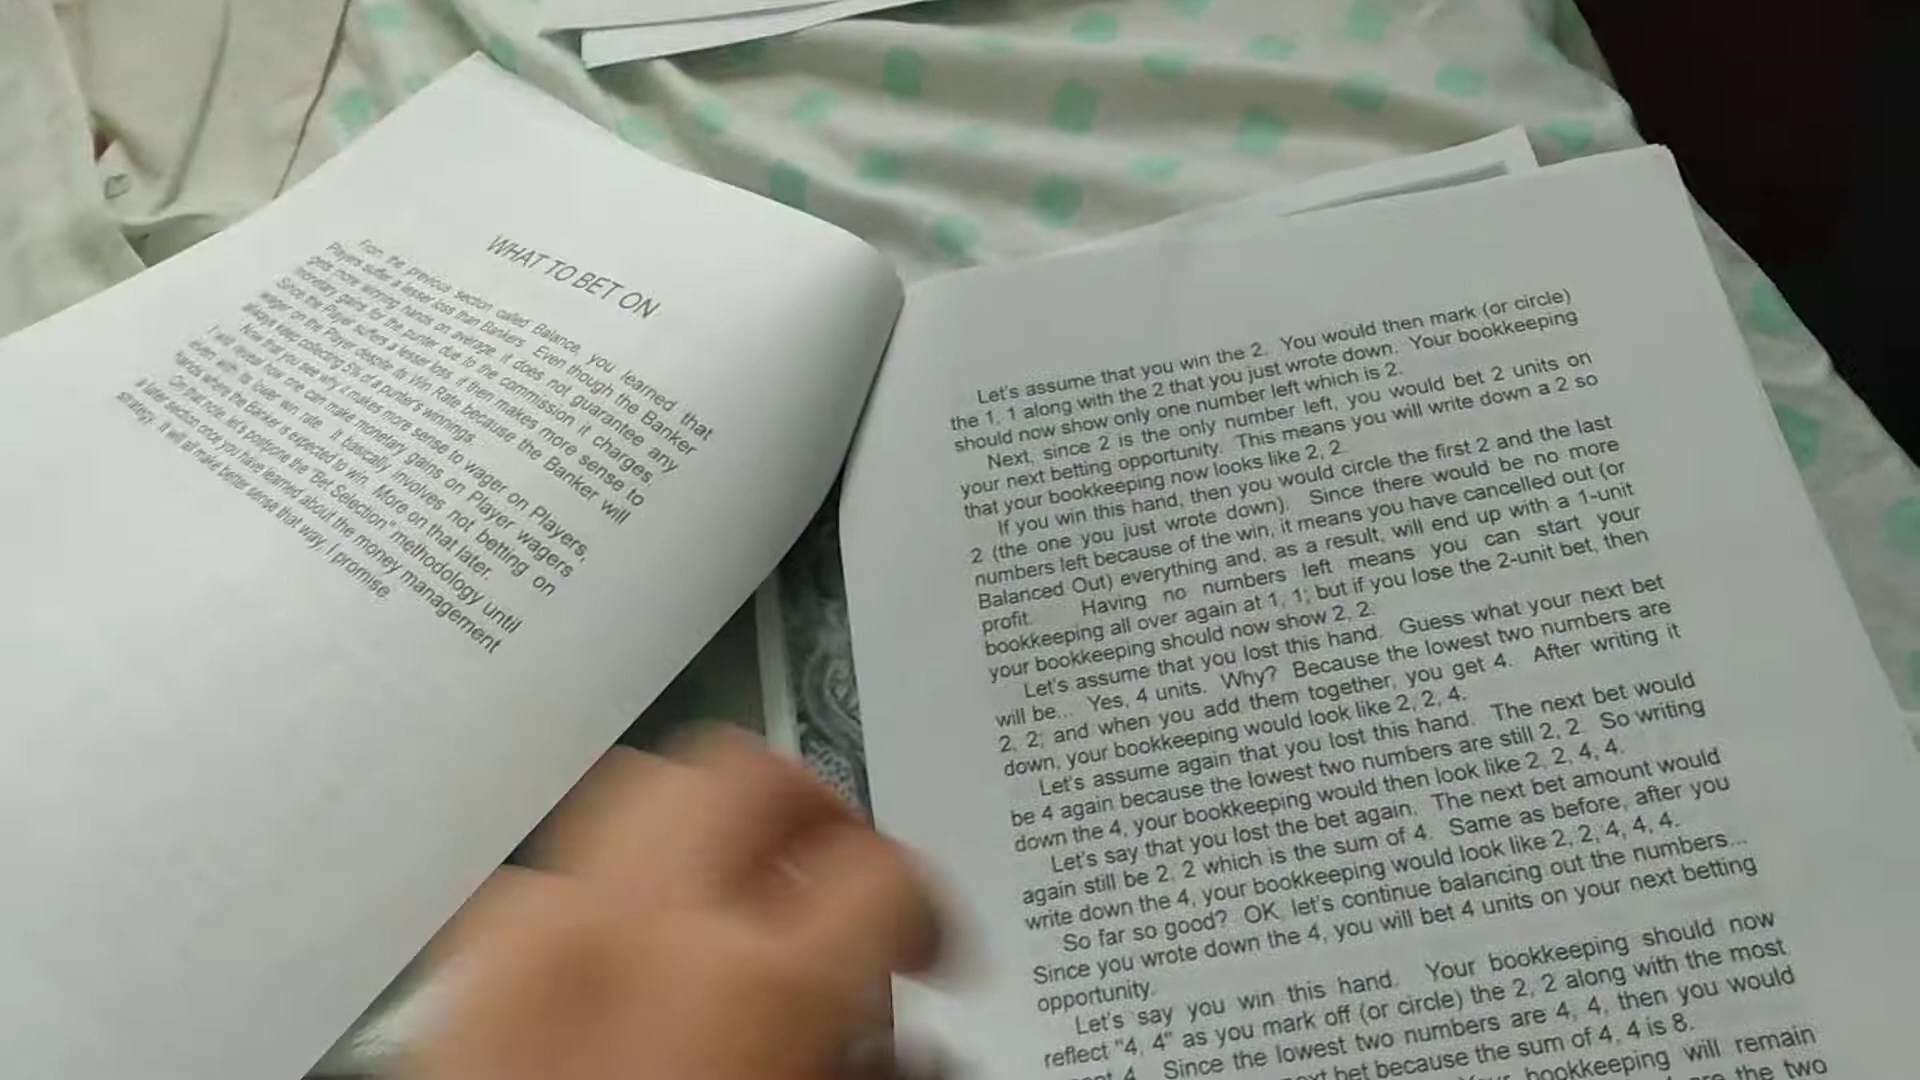 WHAT TO BET ON
From the previous section called Balance, you learned that
Players suffer a lesser loss than Bankers. Even though the Banker
gets more winning hands on average, it does not guarantee any
monetary gains for the punter due to the commission it charges.
Since the Player suffers a lesser loss, it then makes more sense to
wager on the Player despite its Win Rate because the Banker will
always keep collecting 5% of a punter's winnings.
Now that you see why it makes more sense to wager on Players,
I will reveal how one can make monetary gains on Player wagers
even with its lower win rate. It basically involves not betting on
hands where the Banker is expected to win. More on that later.
On that note, let's postpone the "Bet Selection" methodology until
a later section once you have learned about the money management
strategy. It will all make better sense that way, I promise.
Let's assume that you win the 2. You would then mark (or circle)
the 1, 1 along with the 2 that you just wrote down. Your bookkeeping
should now show only one number left which is 2.
Next, since 2 is the only number left, you would bet 2 units on
your next betting opportunity. This means you will write down a 2 so
that your bookkeeping now looks like 2, 2.
If you win this hand, then you would circle the first 2 and the last
2 (the one you just wrote down). Since there would be no more
numbers left because of the win, it means you have cancelled out (or
Balanced Out) everything and, as a result, will end up with a 1-unit
profit. Having no numbers left means you can start your
bookkeeping all over again at 1, 1; but if you lose the 2-unit bet, then
your bookkeeping should now show 2, 2.
Let's assume that you lost this hand. Guess what your next bet
will be... Yes, 4 units. Why? Because the lowest two numbers are
2, 2; and when you add them together, you get 4. After writing it
down, your bookkeeping would look like 2, 2, 4.
Let's assume again that you lost this hand. The next bet would
be 4 again because the lowest two numbers are still 2, 2. So writing
down the 4, your bookkeeping would then look like 2, 2, 4, 4.
Let's say that you lost the bet again. The next bet amount would
again still be 2, 2 which is the sum of 4. Same as before, after you
write down the 4, your bookkeeping would look like 2, 2, 4, 4, 4.
So far so good? OK, let's continue balancing out the numbers...
Since you wrote down the 4, you will bet 4 units on your next betting
opportunity.
Let's say you win this hand. Your bookkeeping should now
reflect "4, 4" as you mark off (or circle) the 2, 2 along with the most
4. Since the lowest two numbers are 4, 4, then you would
bet because the sum of 4, 4 is 8.
bookkeeping will remain
the two